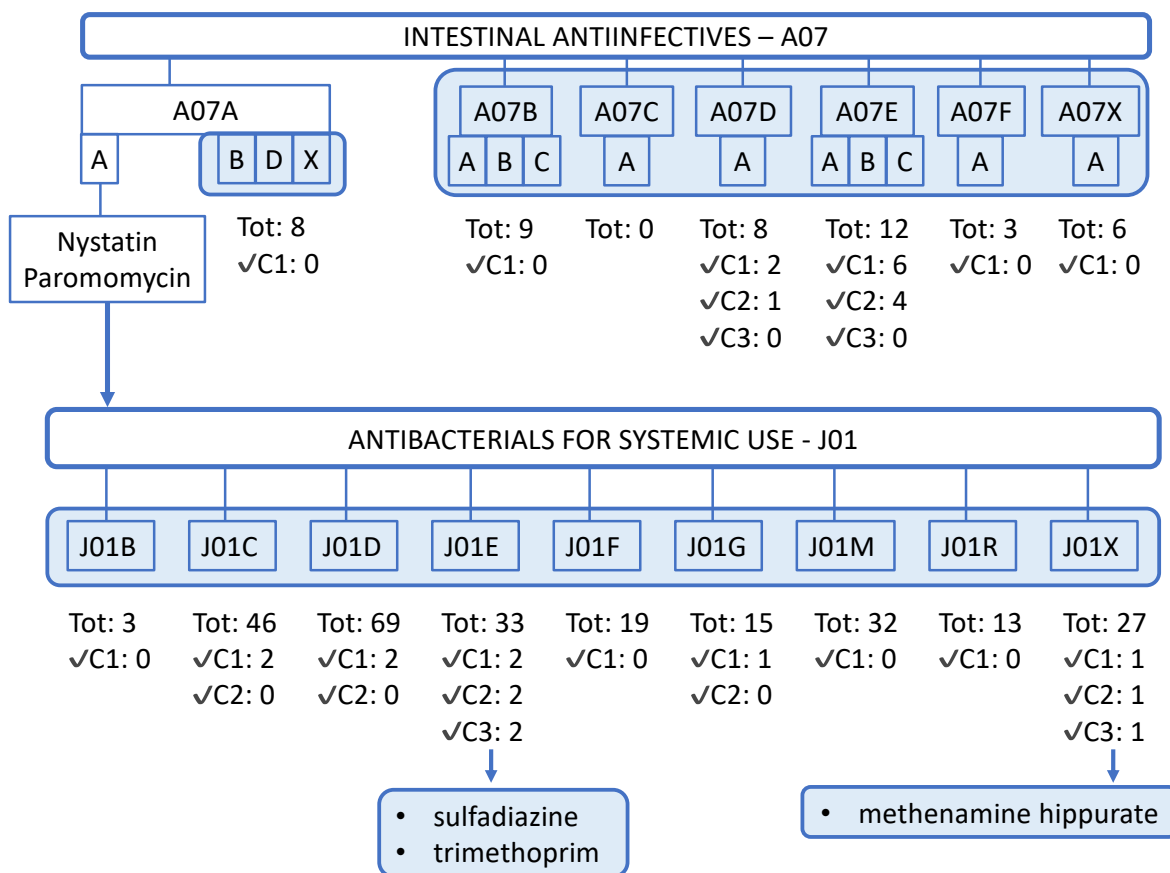 INTESTINAL ANTIINFECTIVES – A07
A07A
A
B D X
A07B A07C A07D A07E A07F A07X
A B C A A A B C A A
Nystatin
Paromomycin
Tot: 8
✓C1: 0
Tot: 9
✓C1: 0
Tot: 0
Tot: 8
✓C1: 2
✓C2: 1
✓C3: 0
Tot: 12
✓C1: 6
✓C2: 4
✓C3: 0
Tot: 3
✓C1: 0
Tot: 6
✓C1: 0
ANTIBACTERIALS FOR SYSTEMIC USE - J01
J01B J01C J01D J01E J01F J01G J01M J01R J01X
Tot: 3
✓C1: 0
Tot: 46
✓C1: 2
✓C2: 0
Tot: 69
✓C1: 2
✓C2: 0
Tot: 33
✓C1: 2
✓C2: 2
✓C3: 2
Tot: 19
✓C1: 0
Tot: 15
✓C1: 1
✓C2: 0
Tot: 32
✓C1: 0
Tot: 13
✓C1: 0
Tot: 27
✓C1: 1
✓C2: 1
✓C3: 1
• sulfadiazine
• trimethoprim
• methenamine hippurate